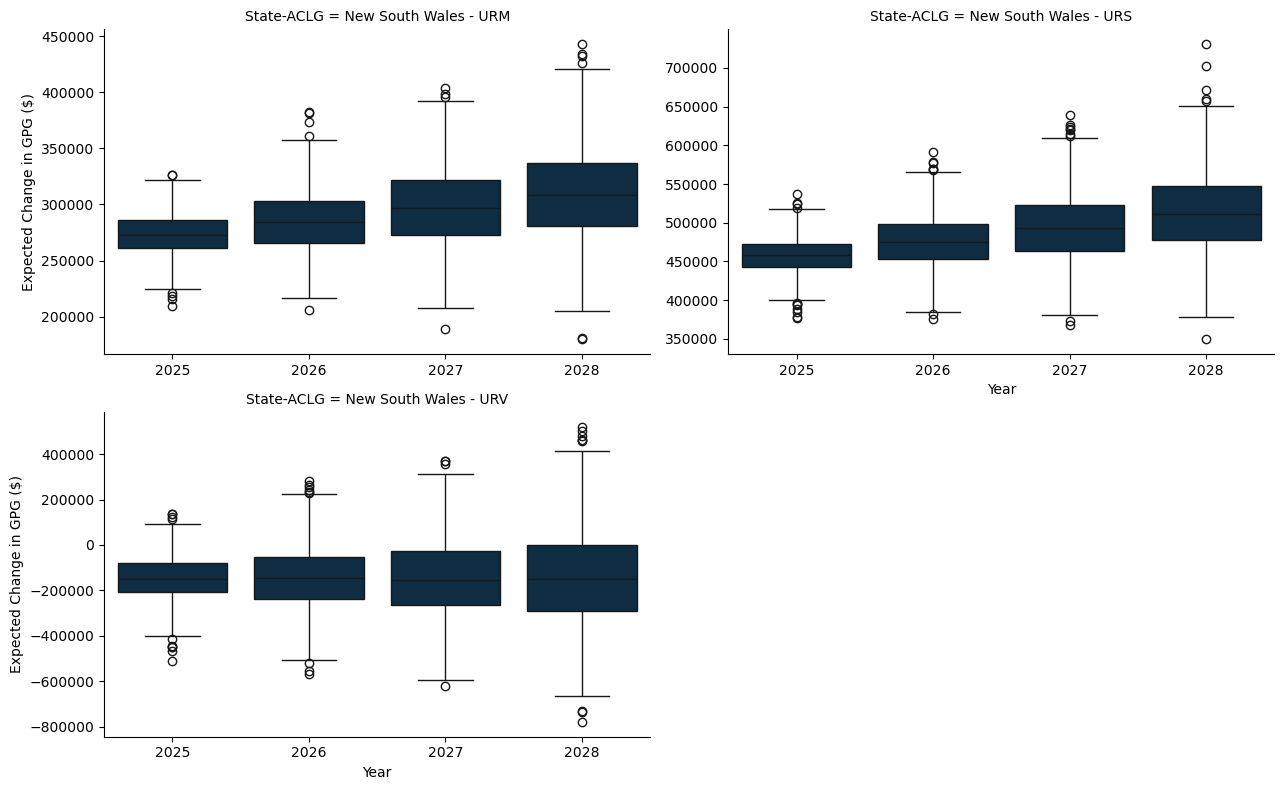 State-ACLG = New South Wales - URM
Expected Change in GPG ($)
450000
400000
350000
300000
250000
200000
2025 2026 2027 2028
State-ACLG = New South Wales - URS
700000
650000
600000
550000
500000
450000
400000
350000
2025 2026 2027 2028
Year
State-ACLG = New South Wales - URV
Expected Change in GPG ($)
400000
200000
0
−200000
−400000
−600000
−800000
2025 2026 2027 2028
Year